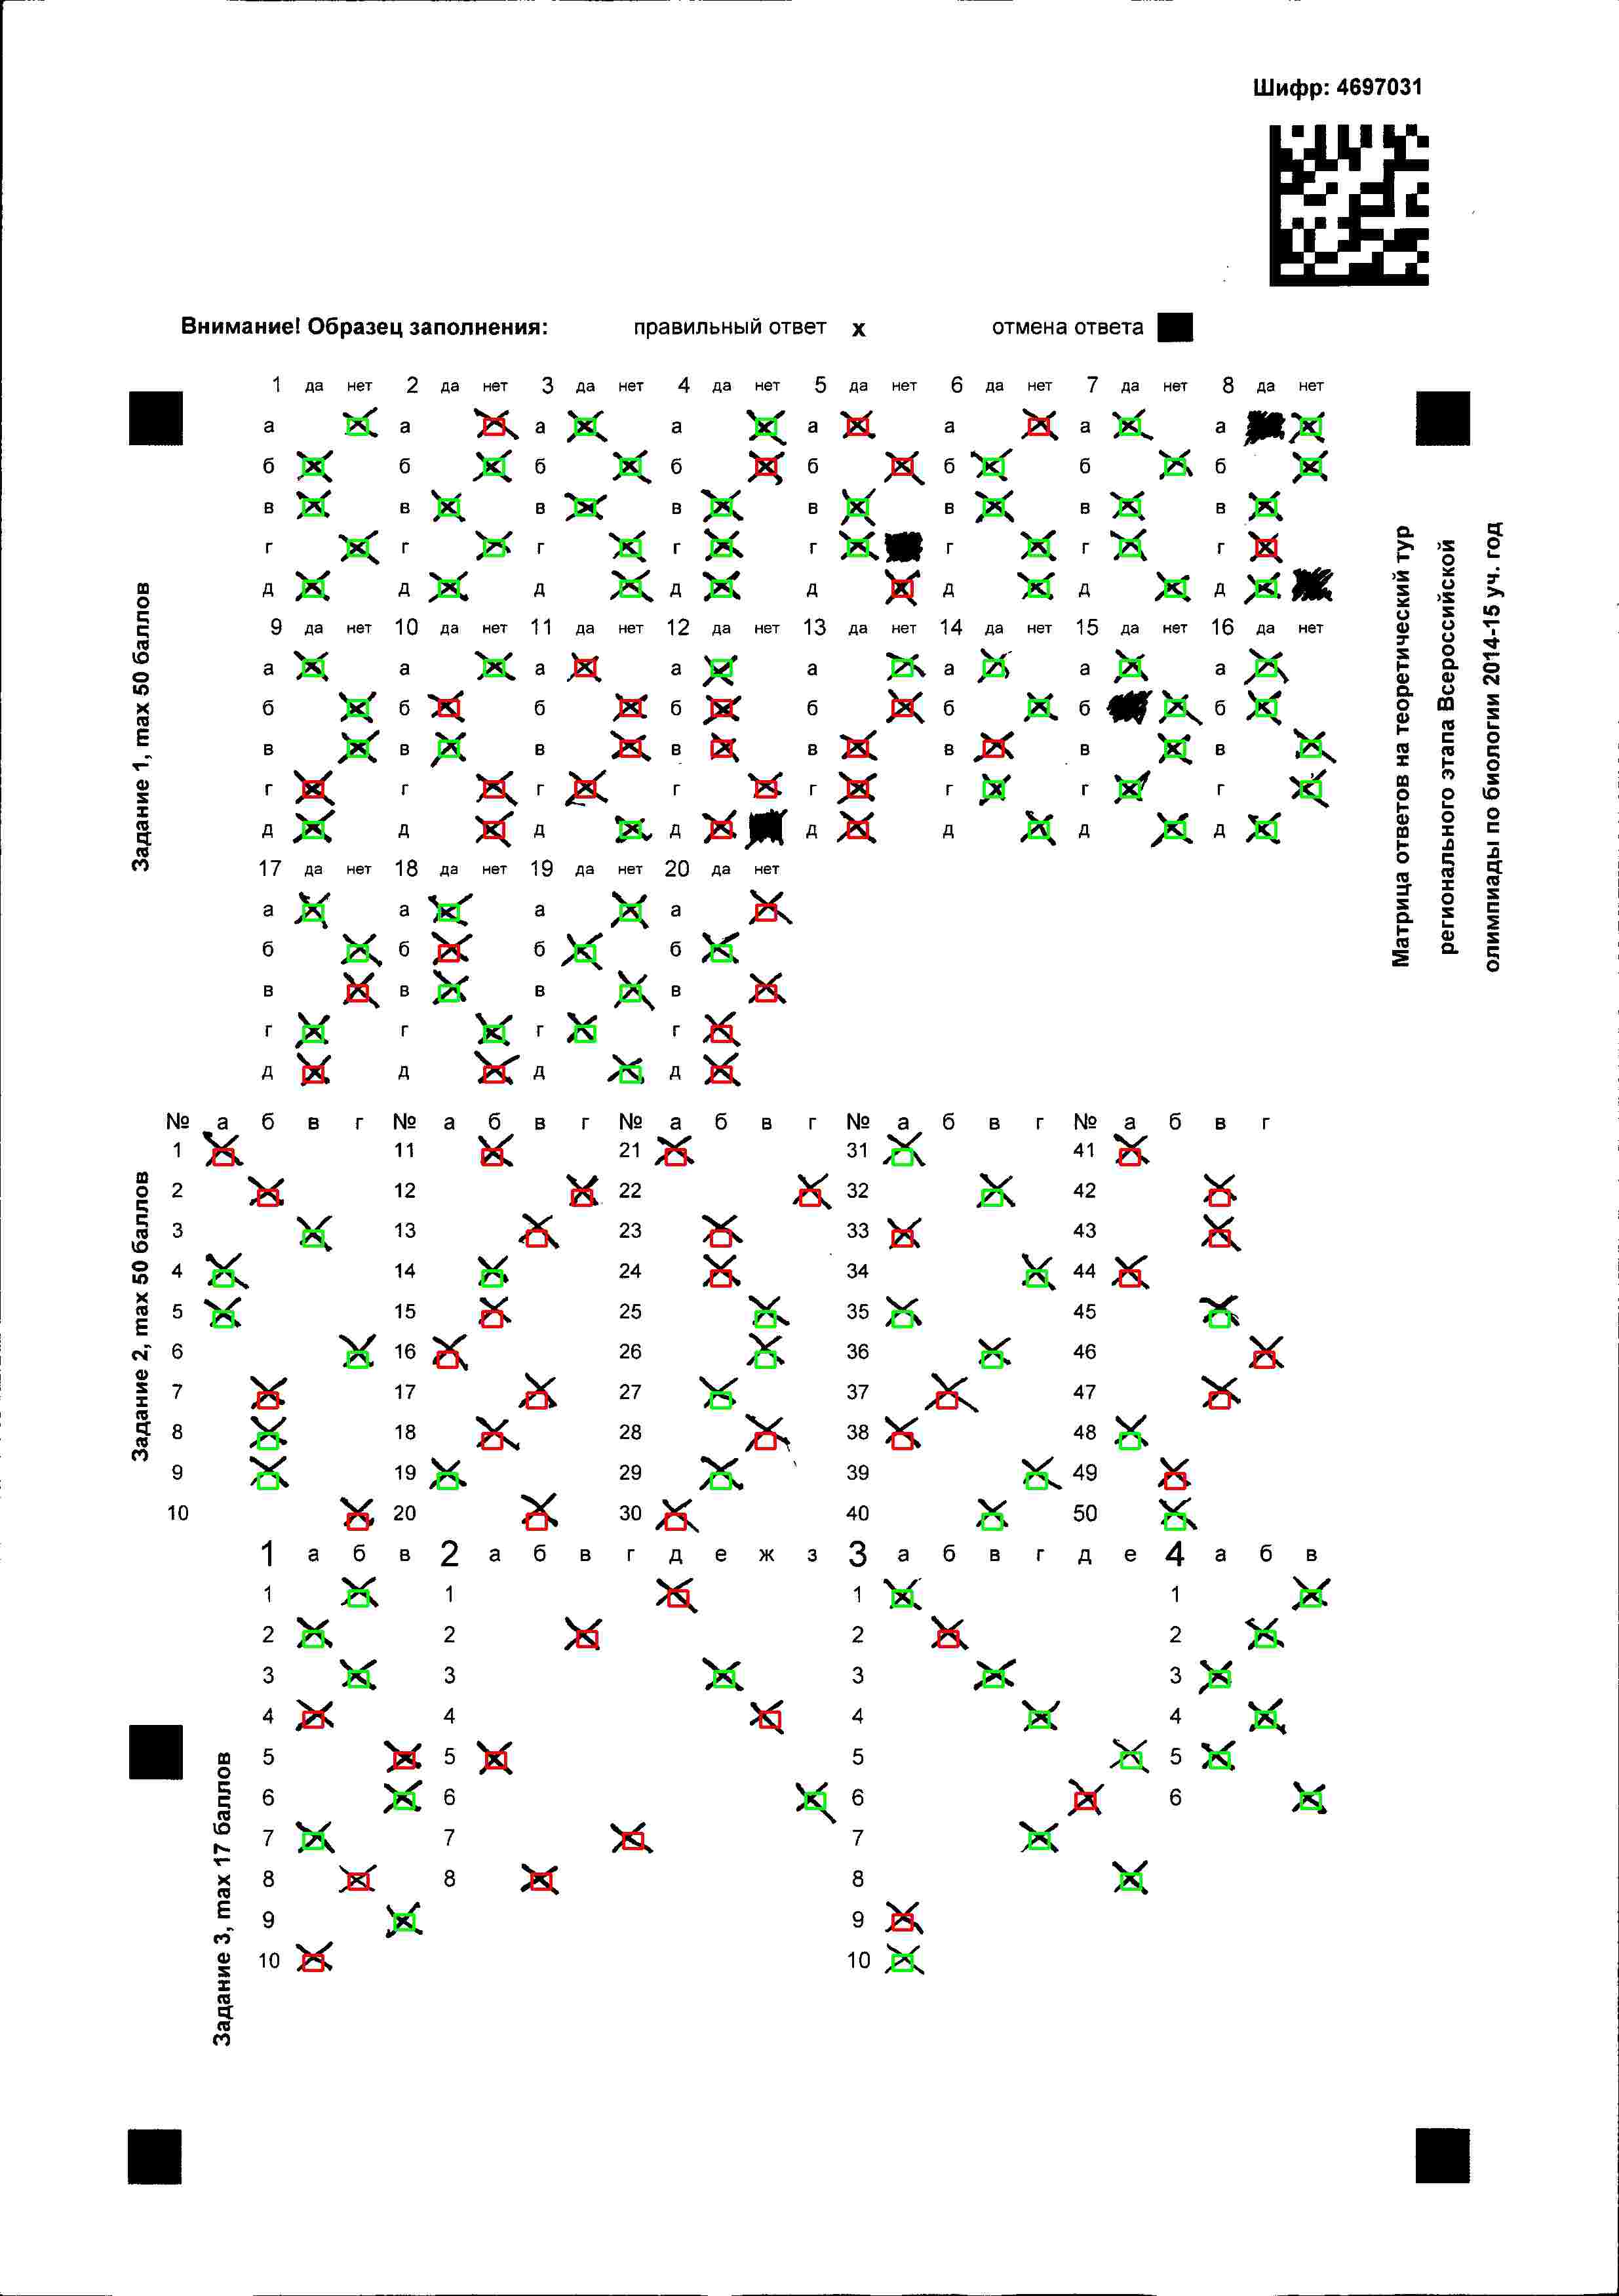 Шифр: 4697031
Внимание! Образец заполнения: правильный ответ х отмена ответа
Задание 1, max 50 баллов
1 да нет 2 да нет 3 да нет 4 да нет 5 да нет 6 да нет 7 да нет 8 да нет
а а а а а а а а
б б б б б б б б
в в в в в в в в
г г г г г г г г
д д д д д д д д
9 да нет 10 да нет 11 да нет 12 да нет 13 да нет 14 да нет 15 да нет 16 да нет
а а а а а а а а
б б б б б б б б
в в в в в в в в
г г г г г г г г
д д д д д д д д
17 да нет 18 да нет 19 да нет 20 да нет
а а а а
б б б б
в в в в
г г г г
д д д д
Матрица ответов на теоретический тур
регионального этапа Всероссийской
олимпиады по биологии 2014-15 уч. год
Задание 2, max 50 баллов
№ а б в г № а б в г № а б в г № а б в г № а б в г
1 11 21 31 41
2 12 22 32 42
3 13 23 33 43
4 14 24 34 44
5 15 25 35 45
6 16 26 36 46
7 17 27 37 47
8 18 28 38 48
9 19 29 39 49
10 20 30 40 50
Задание 3, max 17 баллов
1 а б в 2 а б в г д е ж з 3 а б в г д е 4 а б в
1 1 1 1
2 2 2 2
3 3 3 3
4 4 4 4
5 5 5 5
6 6 6 6
7 7 7
8 8 8
9 9
10 10